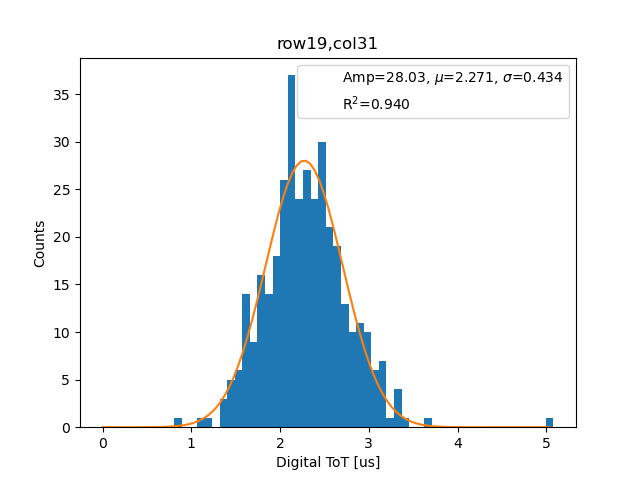 row19,col31
Amp=28.03, μ=2.271, σ=0.434
R²=0.940
35
30
25
20
15
10
5
0
Counts
0 1 2 3 4 5
Digital ToT [us]